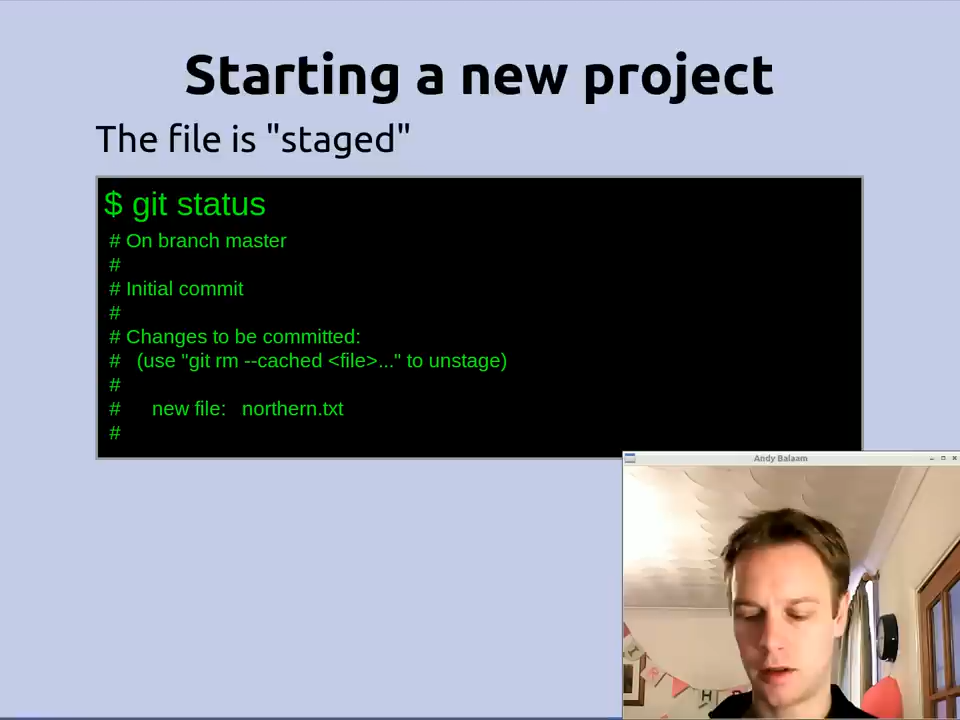 Starting a new project
The file is "staged"
$ git status
# On branch master
#
# Initial commit
#
# Changes to be committed:
#   (use "git rm --cached <file>..." to unstage)
#
#      new file:   northern.txt
#
Andy Balaam